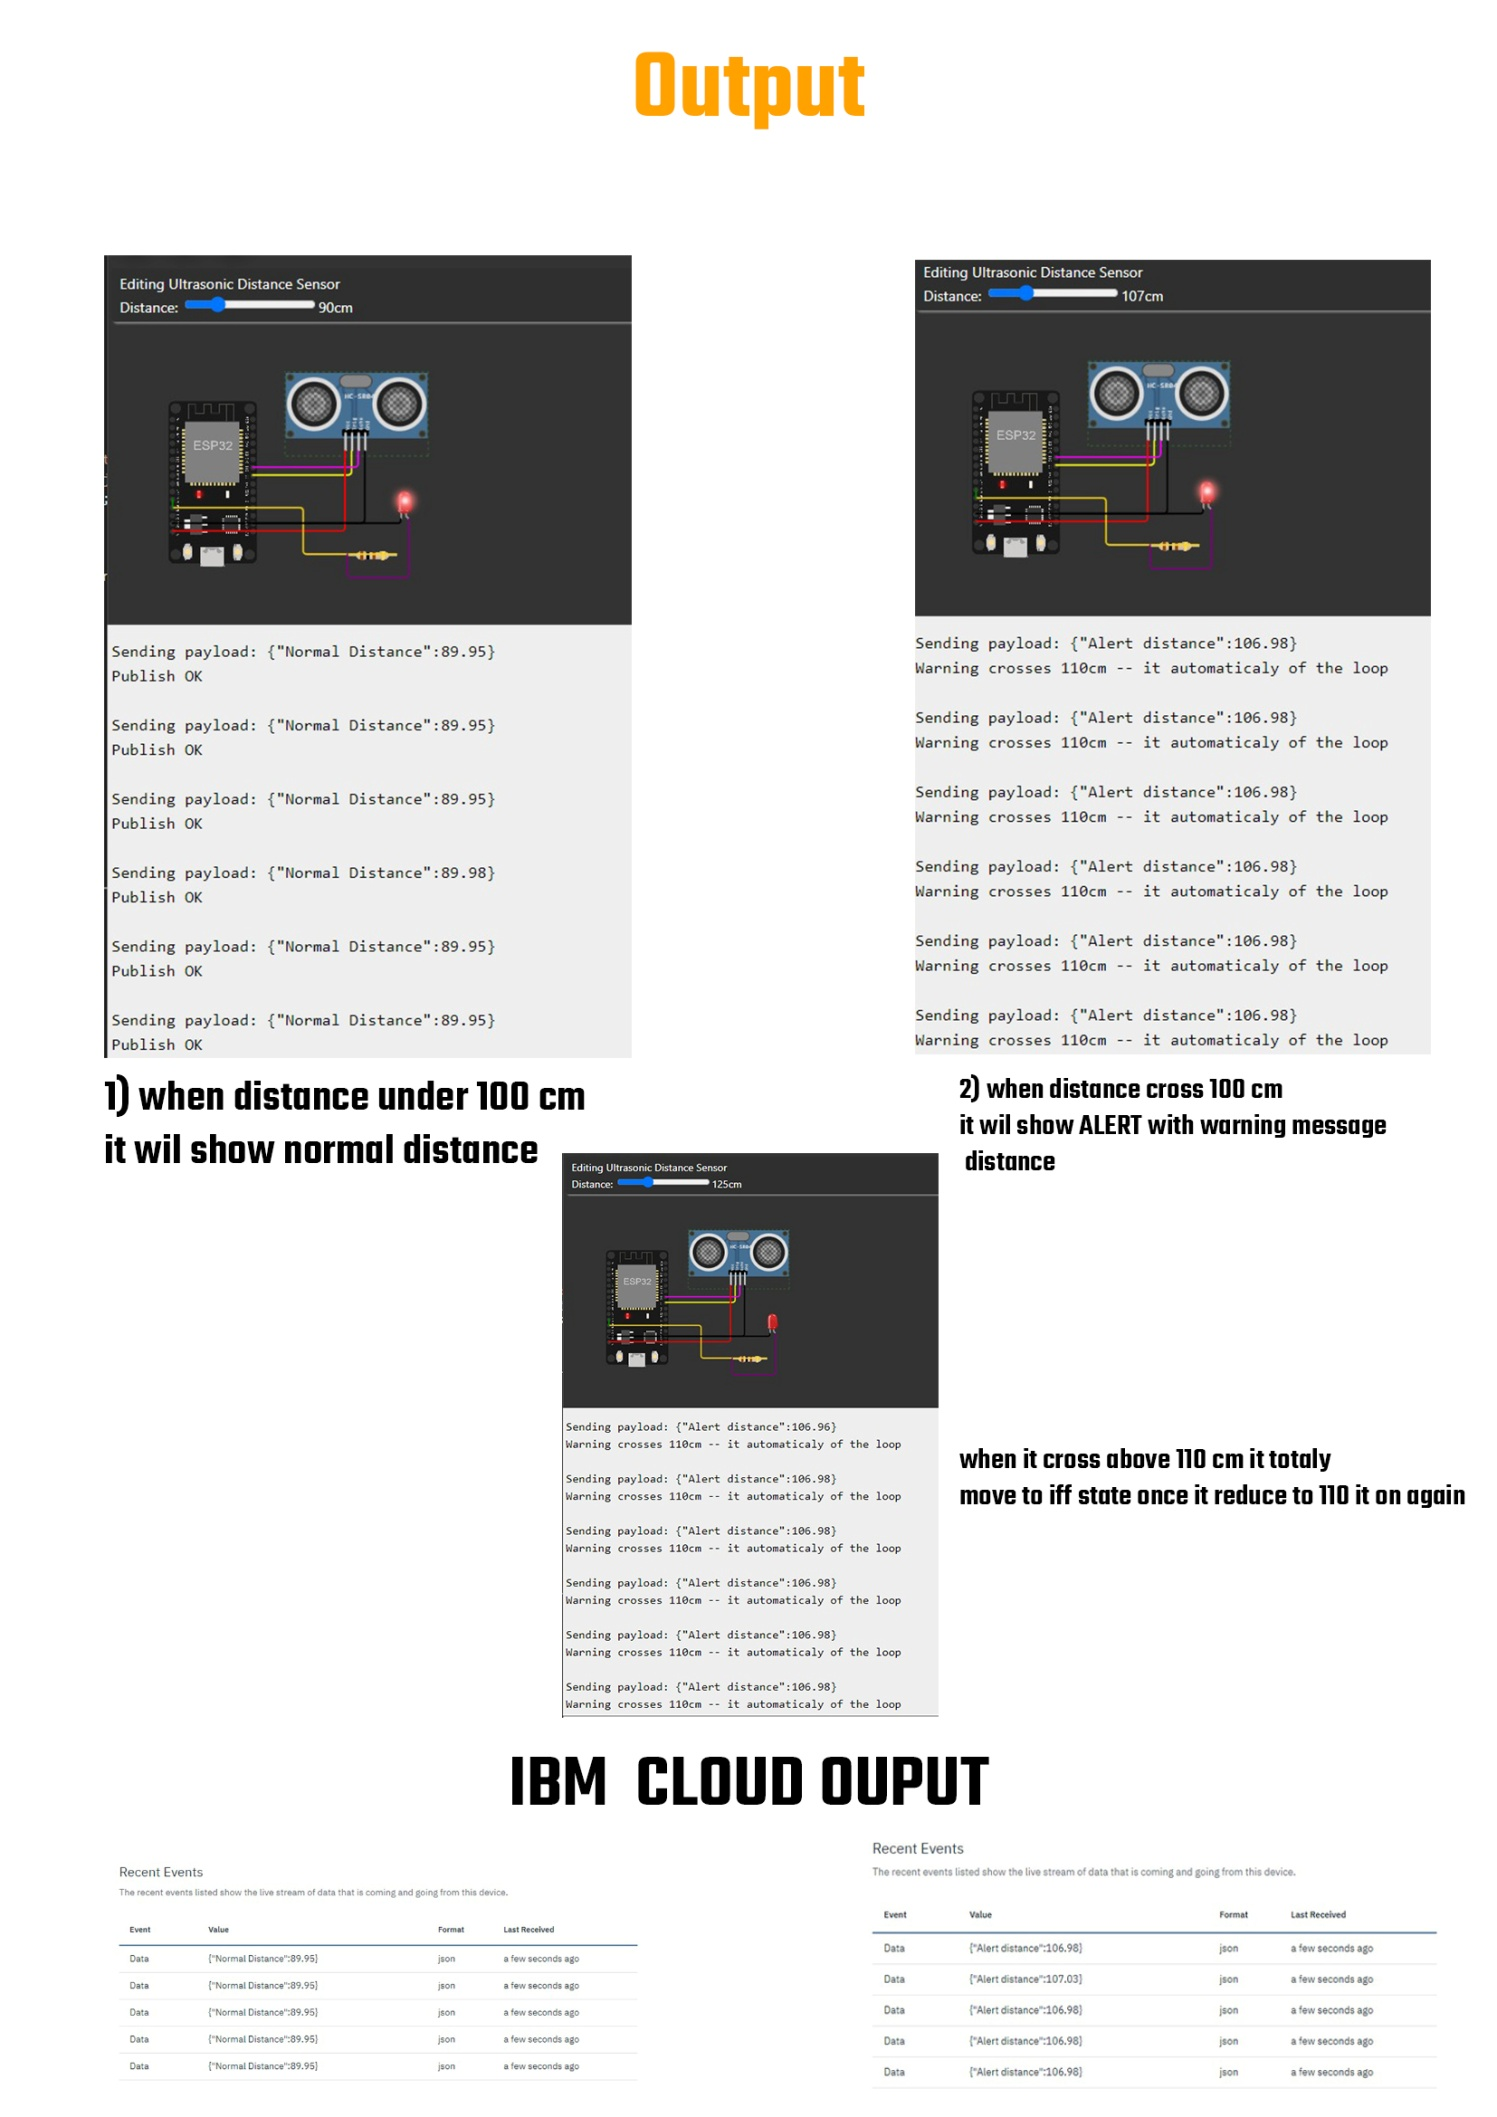 Output
Editing Ultrasonic Distance Sensor
Distance: 90cm
HC-SR04
ESP32
Sending payload: {"Normal Distance":89.95}
Publish OK
Sending payload: {"Normal Distance":89.95}
Publish OK
Sending payload: {"Normal Distance":89.95}
Publish OK
Sending payload: {"Normal Distance":89.98}
Publish OK
Sending payload: {"Normal Distance":89.95}
Publish OK
Sending payload: {"Normal Distance":89.95}
Publish OK
1) when distance under 100 cm
it wil show normal distance
Editing Ultrasonic Distance Sensor
Distance: 107cm
HC-SR04
ESP32
Sending payload: {"Alert distance":106.98}
Warning crosses 110cm -- it automaticaly of the loop
Sending payload: {"Alert distance":106.98}
Warning crosses 110cm -- it automaticaly of the loop
Sending payload: {"Alert distance":106.98}
Warning crosses 110cm -- it automaticaly of the loop
Sending payload: {"Alert distance":106.98}
Warning crosses 110cm -- it automaticaly of the loop
Sending payload: {"Alert distance":106.98}
Warning crosses 110cm -- it automaticaly of the loop
Sending payload: {"Alert distance":106.98}
Warning crosses 110cm -- it automaticaly of the loop
2) when distance cross 100 cm
it wil show ALERT with warning message
distance
Editing Ultrasonic Distance Sensor
Distance: 125cm
HC-SR04
ESP32
Sending payload: {"Alert distance":106.96}
Warning crosses 110cm -- it automaticaly of the loop
Sending payload: {"Alert distance":106.98}
Warning crosses 110cm -- it automaticaly of the loop
Sending payload: {"Alert distance":106.98}
Warning crosses 110cm -- it automaticaly of the loop
Sending payload: {"Alert distance":106.98}
Warning crosses 110cm -- it automaticaly of the loop
Sending payload: {"Alert distance":106.98}
Warning crosses 110cm -- it automaticaly of the loop
Sending payload: {"Alert distance":106.98}
Warning crosses 110cm -- it automaticaly of the loop
when it cross above 110 cm it totaly
move to iff state once it reduce to 110 it on again
IBM CLOUD OUPUT
Recent Events
The recent events listed show the live stream of data that is coming and going from this device.
Event Value Format Last Received
Data {"Normal Distance":89.95} json a few seconds ago
Data {"Normal Distance":89.95} json a few seconds ago
Data {"Normal Distance":89.95} json a few seconds ago
Data {"Normal Distance":89.95} json a few seconds ago
Data {"Normal Distance":89.95} json a few seconds ago
Recent Events
The recent events listed show the live stream of data that is coming and going from this device.
Event Value Format Last Received
Data {"Alert distance":106.98} json a few seconds ago
Data {"Alert distance":107.03} json a few seconds ago
Data {"Alert distance":106.98} json a few seconds ago
Data {"Alert distance":106.98} json a few seconds ago
Data {"Alert distance":106.98} json a few seconds ago